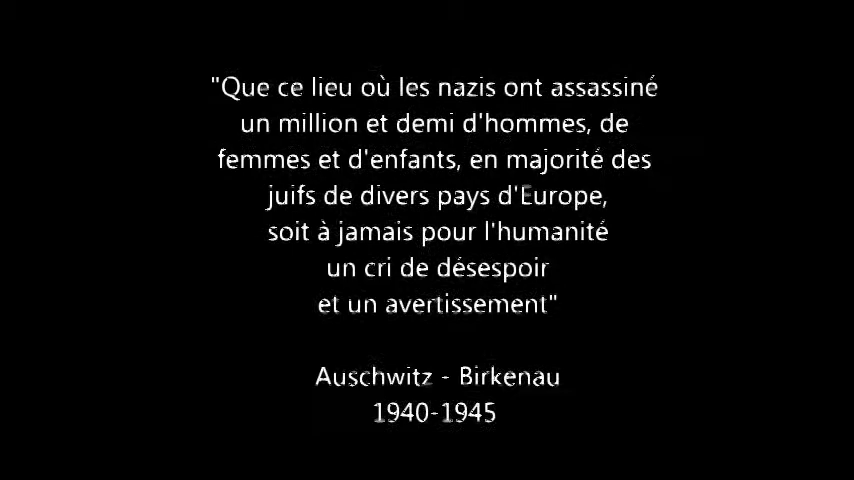 "Que ce lieu où les nazis ont assassiné
un million et demi d'hommes, de
femmes et d'enfants, en majorité des
juifs de divers pays d'Europe,
soit à jamais pour l'humanité
un cri de désespoir
et un avertissement"
Auschwitz - Birkenau
1940-1945